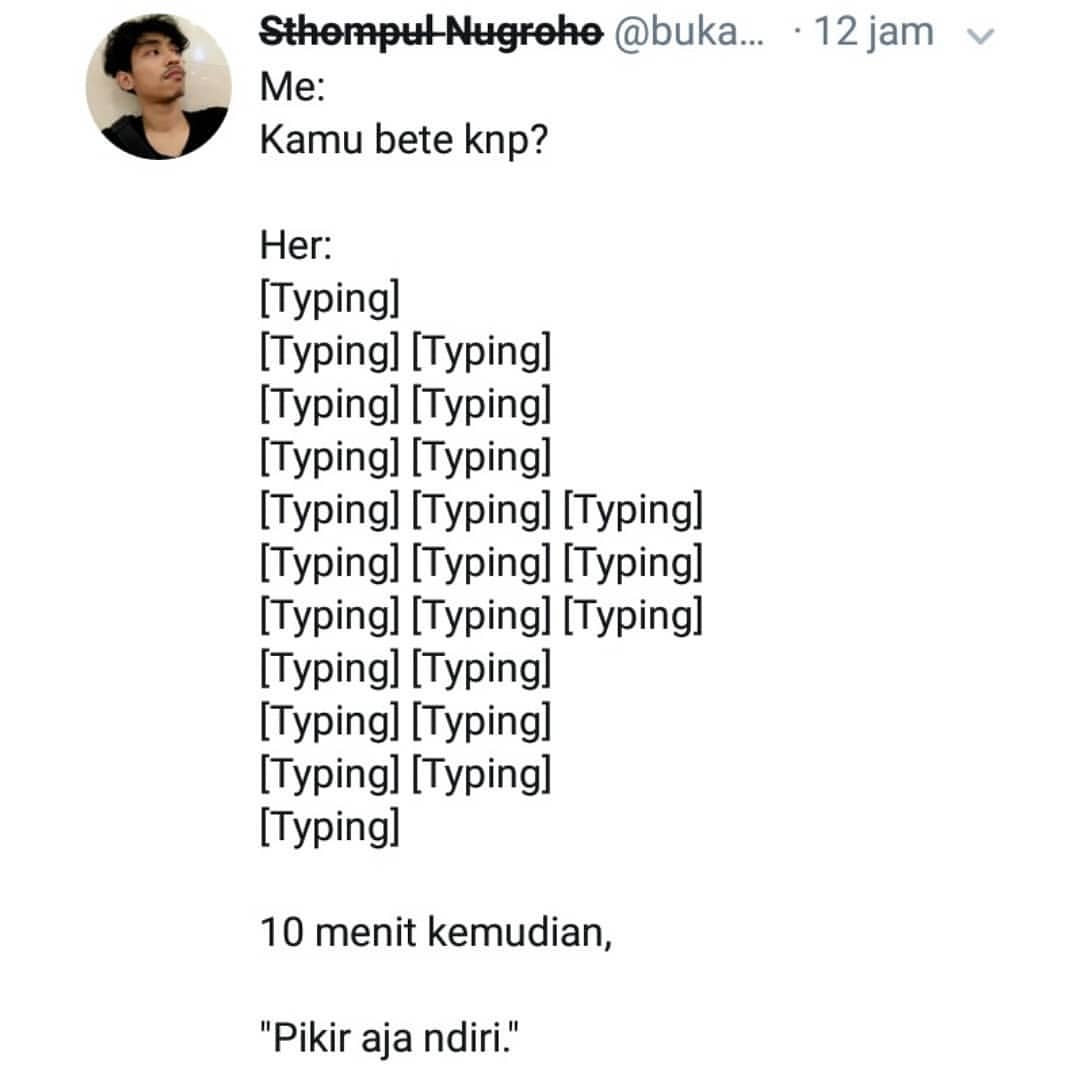 Sthompul Nugroho @buka... · 12 jam
Me:
Kamu bete knp?
Her:
[Typing]
[Typing] [Typing]
[Typing] [Typing]
[Typing] [Typing]
[Typing] [Typing] [Typing]
[Typing] [Typing] [Typing]
[Typing] [Typing] [Typing]
[Typing] [Typing]
[Typing] [Typing]
[Typing] [Typing]
[Typing]
10 menit kemudian,
"Pikir aja ndiri."